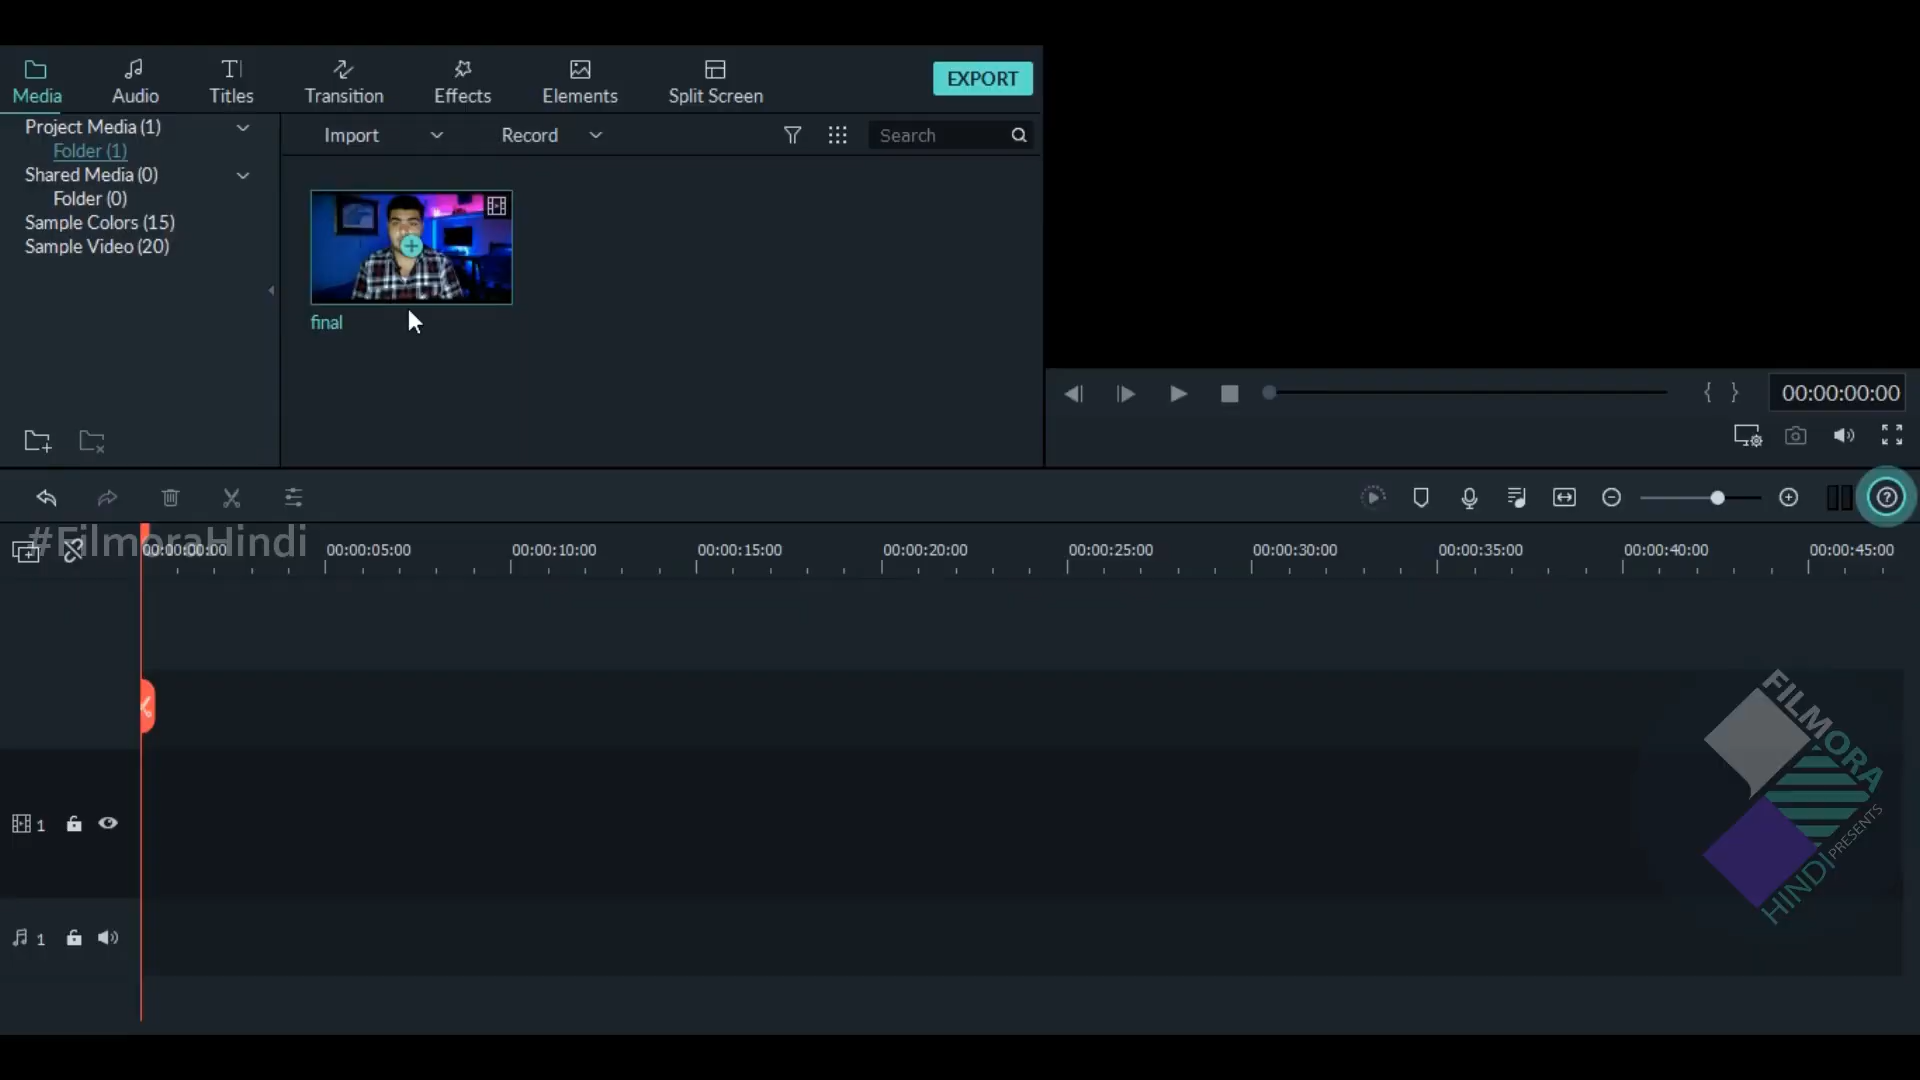 Media
Audio
Titles
Transition
Effects
Elements
Split Screen
EXPORT
Project Media (1)
Folder (1)
Shared Media (0)
Folder (0)
Sample Colors (15)
Sample Video (20)
Import
Record
Search
final
00:00:00:00
#FilmoraHindi
00:00:00:00
00:00:05:00
00:00:10:00
00:00:15:00
00:00:20:00
00:00:25:00
00:00:30:00
00:00:35:00
00:00:40:00
00:00:45:00
1
1
FILMORA
HINDI
PRESENTS